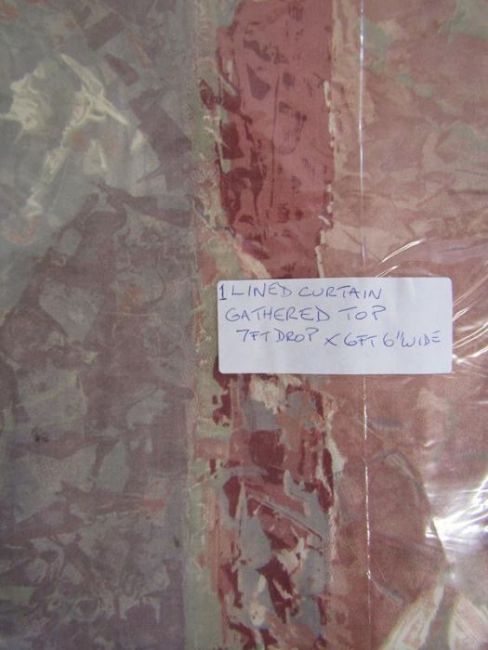 1 LINED CURTAIN
GATHERED TOP
7FT DROP x 6FT 6" WIDE